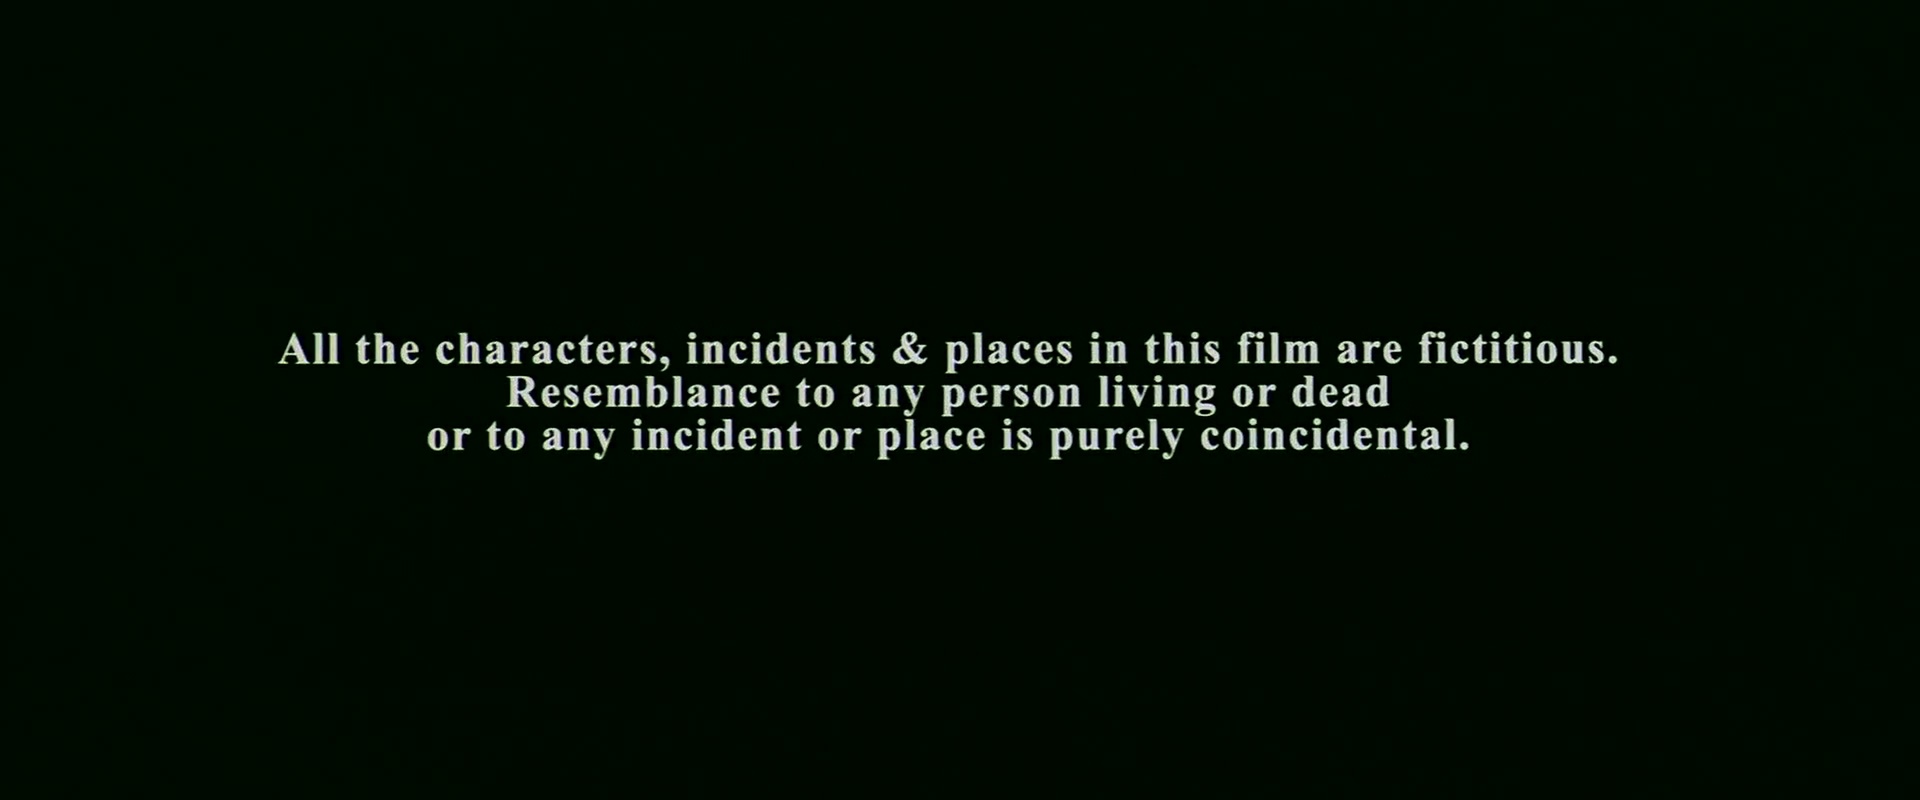 All the characters, incidents & places in this film are fictitious.
Resemblance to any person living or dead
or to any incident or place is purely coincidental.